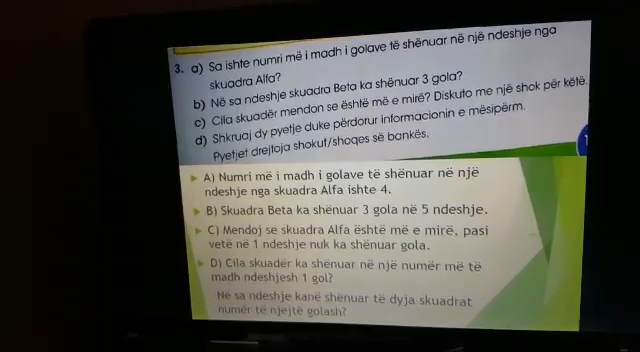 3. a) Sa ishte numri më i madh i golave të shënuar në një ndeshje nga
skuadra Alfa?
b) Në sa ndeshje skuadra Beta ka shënuar 3 gola?
c) Cila skuadër mendon se është më e mirë? Diskuto me një shok për këtë.
d) Shkruaj dy pyetje duke përdorur informacionin e mësipërm.
Pyetjet drejtoja shokut/shoqes së bankës.
1
A) Numri më i madh i golave të shënuar në një
ndeshje nga skuadra Alfa ishte 4.
B) Skuadra Beta ka shënuar 3 gola në 5 ndeshje.
C) Mendoj se skuadra Alfa është më e mirë, pasi
vetë në 1 ndeshje nuk ka shënuar gola.
D) Cila skuadër ka shënuar në një numër më të
madh ndeshjesh 1 gol?
Në sa ndeshje kanë shënuar të dyja skuadrat
numër të njëjtë golash?